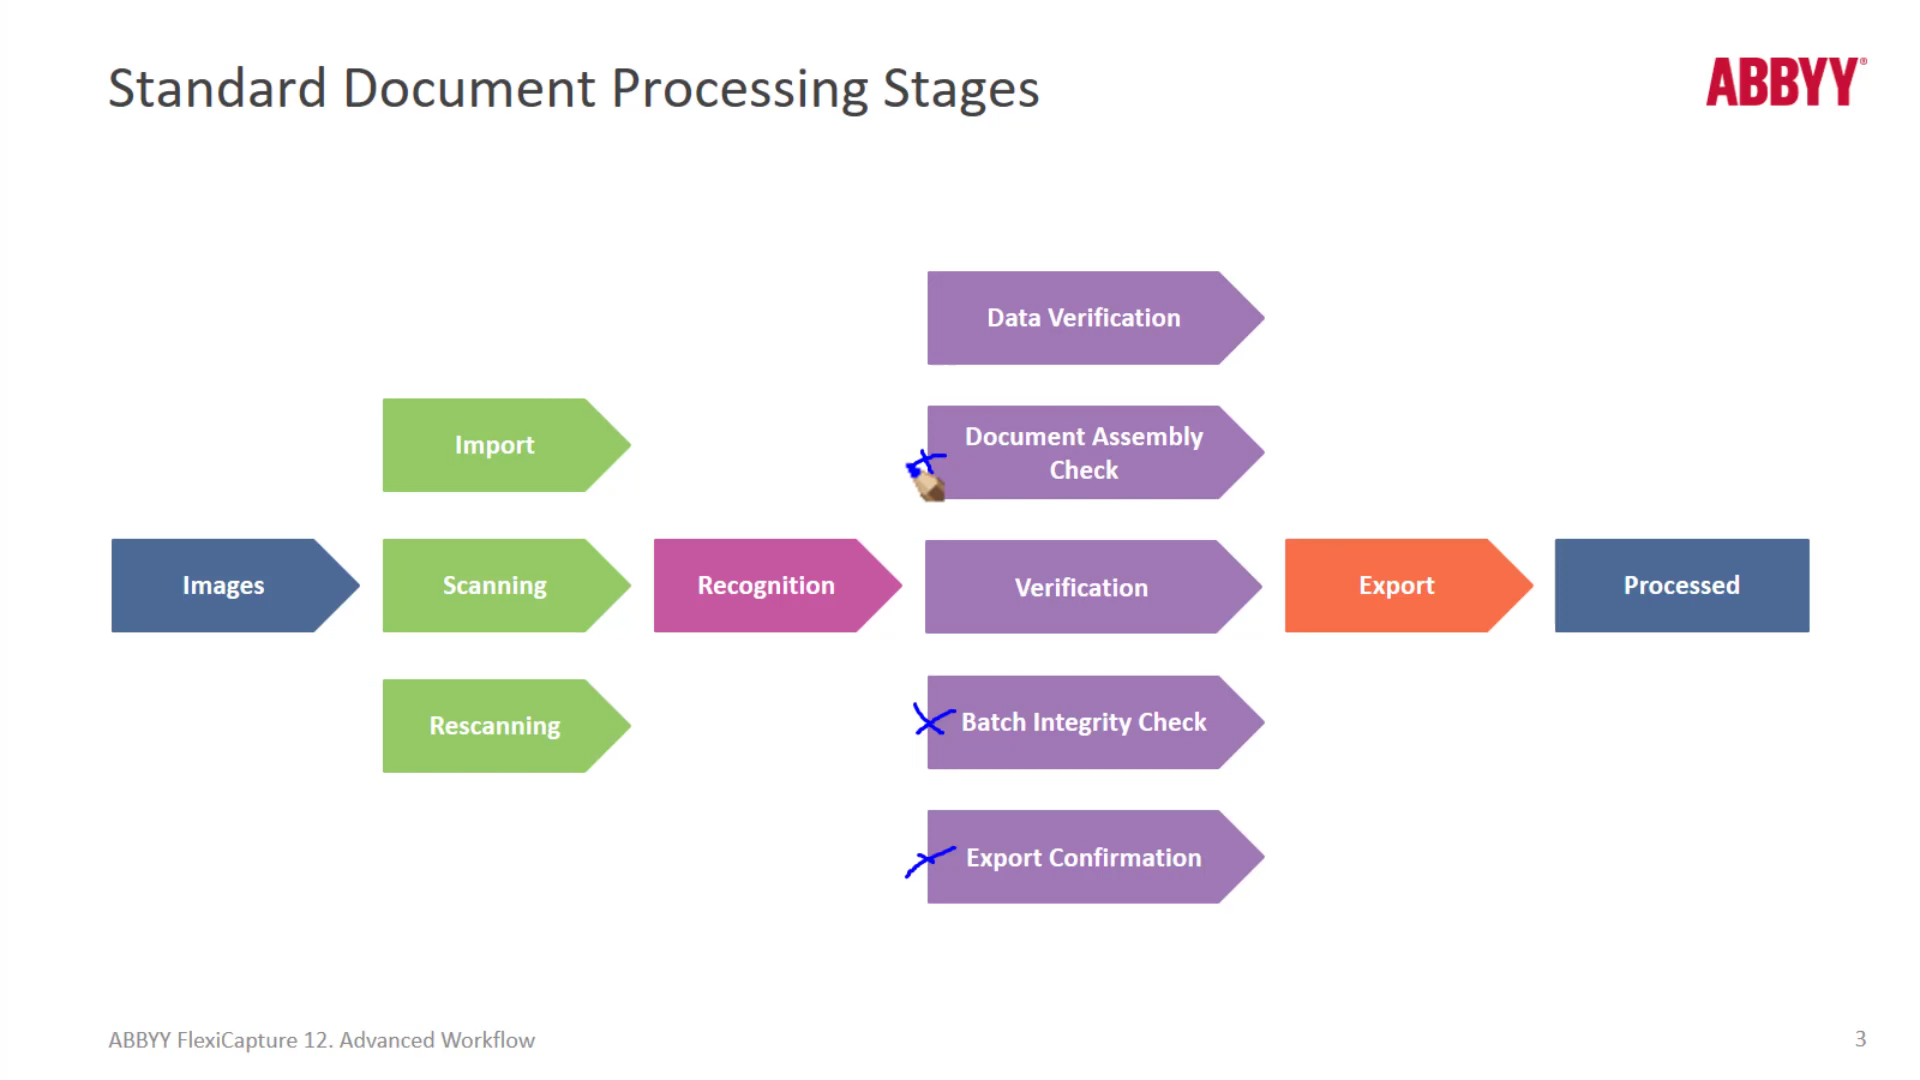 Standard Document Processing Stages
ABBYY®
Data Verification
Import
Document Assembly
Check
Images
Scanning
Recognition
Verification
Export
Processed
Rescanning
Batch Integrity Check
Export Confirmation
ABBYY FlexiCapture 12. Advanced Workflow
3